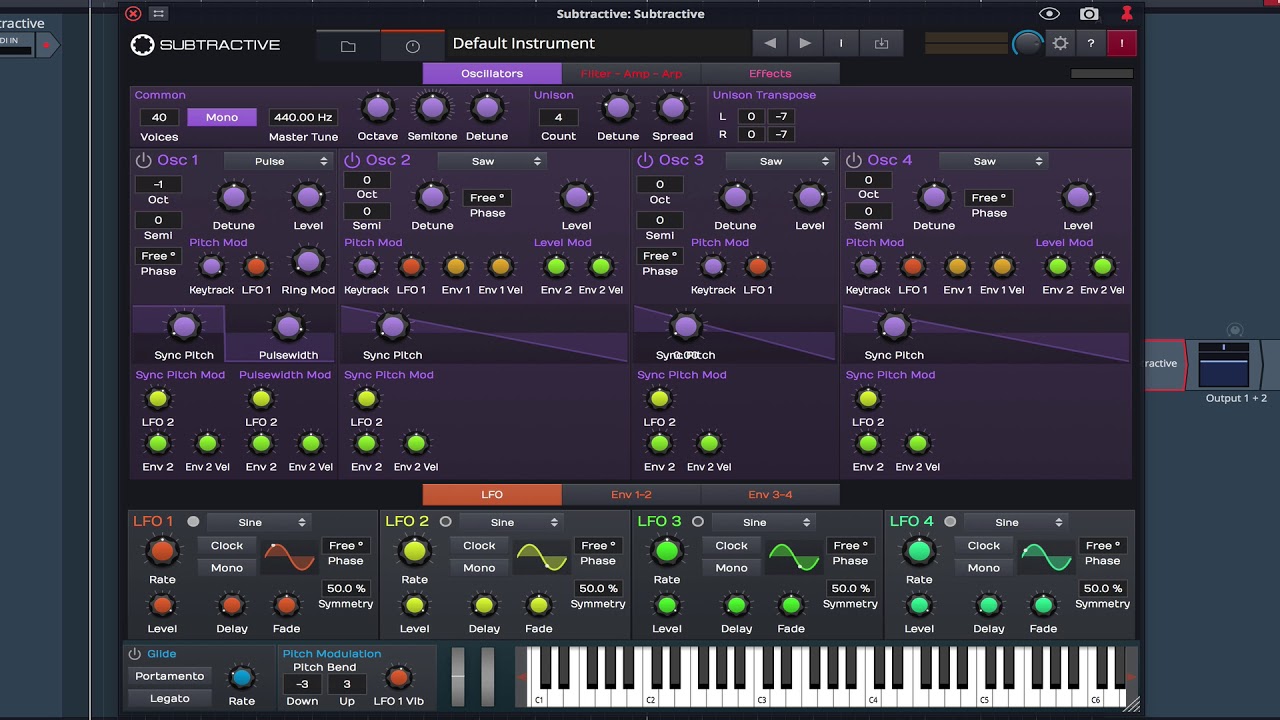 Subtractive: Subtractive
ractive
DI IN
SUBTRACTIVE
Default Instrument
I
?
!
Oscillators
Filter - Amp - Arp
Effects
Common
Unison
Unison Transpose
40
Mono
440.00 Hz
4
L 0 -7
R 0 -7
Voices
Master Tune
Octave
Semitone
Detune
Count
Detune
Spread
Osc 1
Pulse
-1
Oct
0
Semi
Free °
Phase
Detune
Level
Pitch Mod
Keytrack
LFO 1
Ring Mod
Sync Pitch
Pulsewidth
Sync Pitch Mod
Pulsewidth Mod
LFO 2
LFO 2
Env 2
Env 2 Vel
Env 2
Env 2 Vel
Osc 2
Saw
0
Oct
0
Semi
Detune
Free °
Phase
Level
Pitch Mod
Level Mod
Keytrack
LFO 1
Env 1
Env 1 Vel
Env 2
Env 2 Vel
Sync Pitch
Sync Pitch Mod
LFO 2
Env 2
Env 2 Vel
Osc 3
Saw
0
Oct
0
Semi
Free °
Phase
Detune
Level
Pitch Mod
Keytrack
LFO 1
Sync Pitch
Sync Pitch Mod
LFO 2
Env 2
Env 2 Vel
Osc 4
Saw
0
Oct
0
Semi
Detune
Free °
Phase
Level
Pitch Mod
Level Mod
Keytrack
LFO 1
Env 1
Env 1 Vel
Env 2
Env 2 Vel
Sync Pitch
Sync Pitch Mod
LFO 2
Env 2
Env 2 Vel
ractive
Output 1 + 2
LFO
Env 1-2
Env 3-4
LFO 1
Sine
Clock
Mono
Free °
Phase
Rate
50.0 %
Symmetry
Level
Delay
Fade
LFO 2
Sine
Clock
Mono
Free °
Phase
Rate
50.0 %
Symmetry
Level
Delay
Fade
LFO 3
Sine
Clock
Mono
Free °
Phase
Rate
50.0 %
Symmetry
Level
Delay
Fade
LFO 4
Sine
Clock
Mono
Free °
Phase
Rate
50.0 %
Symmetry
Level
Delay
Fade
Glide
Portamento
Legato
Rate
Pitch Modulation
Pitch Bend
-3
3
Down
Up
LFO 1 Vib
C1
C2
C3
C4
C5
C6